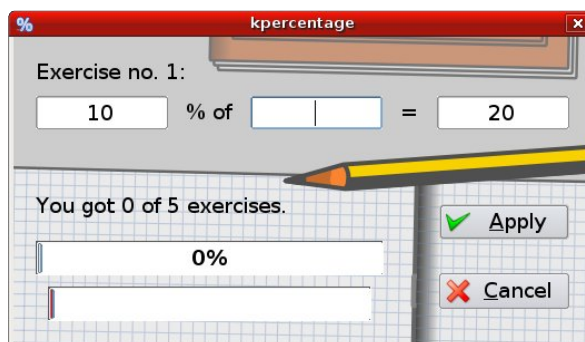 % kpercentage
Exercise no. 1:
10 % of = 20
You got 0 of 5 exercises.
Apply
0%
Cancel